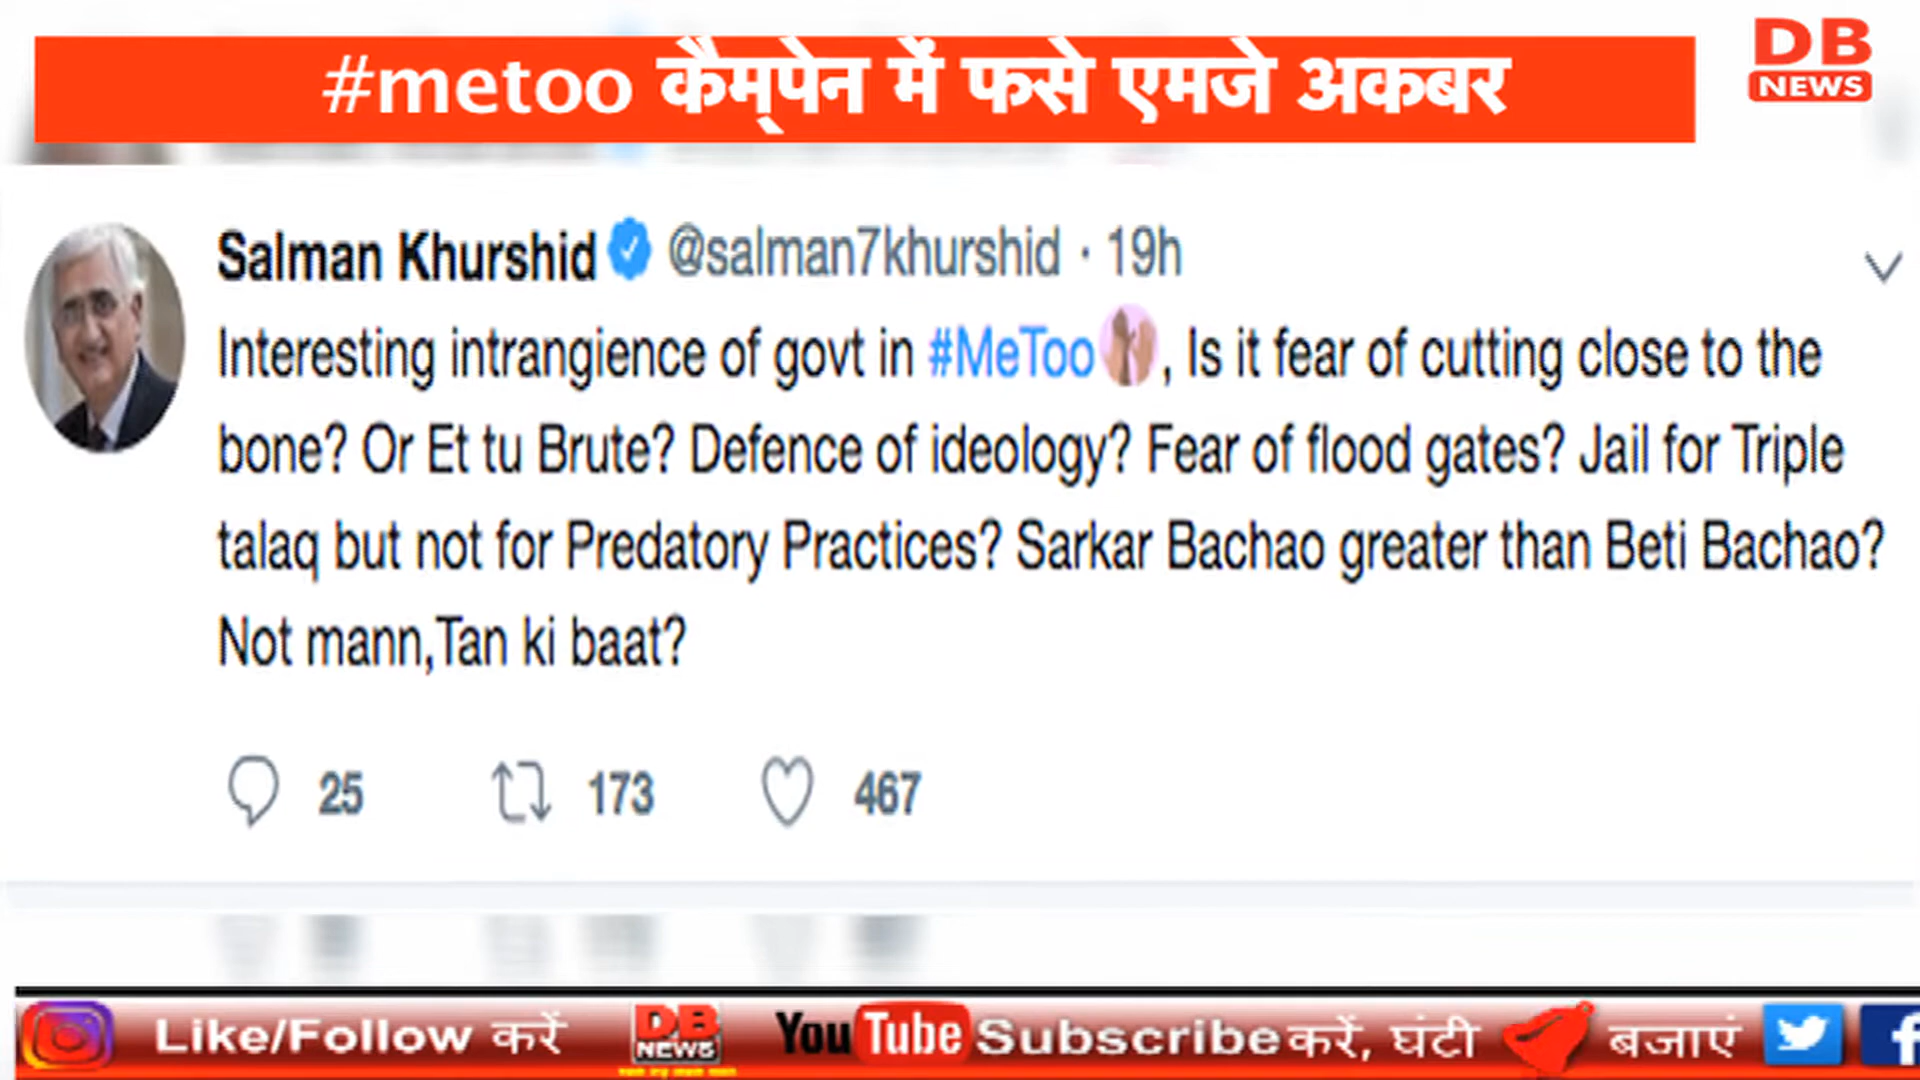 #metoo कैम्पेन में फसे एमजे अकबर
DB
NEWS
Salman Khurshid @salman7khurshid · 19h
Interesting intrangience of govt in #MeToo, Is it fear of cutting close to the
bone? Or Et tu Brute? Defence of ideology? Fear of flood gates? Jail for Triple
talaq but not for Predatory Practices? Sarkar Bachao greater than Beti Bachao?
Not mann,Tan ki baat?
25 173 467
Like/Follow करें DB NEWS YouTube Subscribe करें, घंटी बजाएं